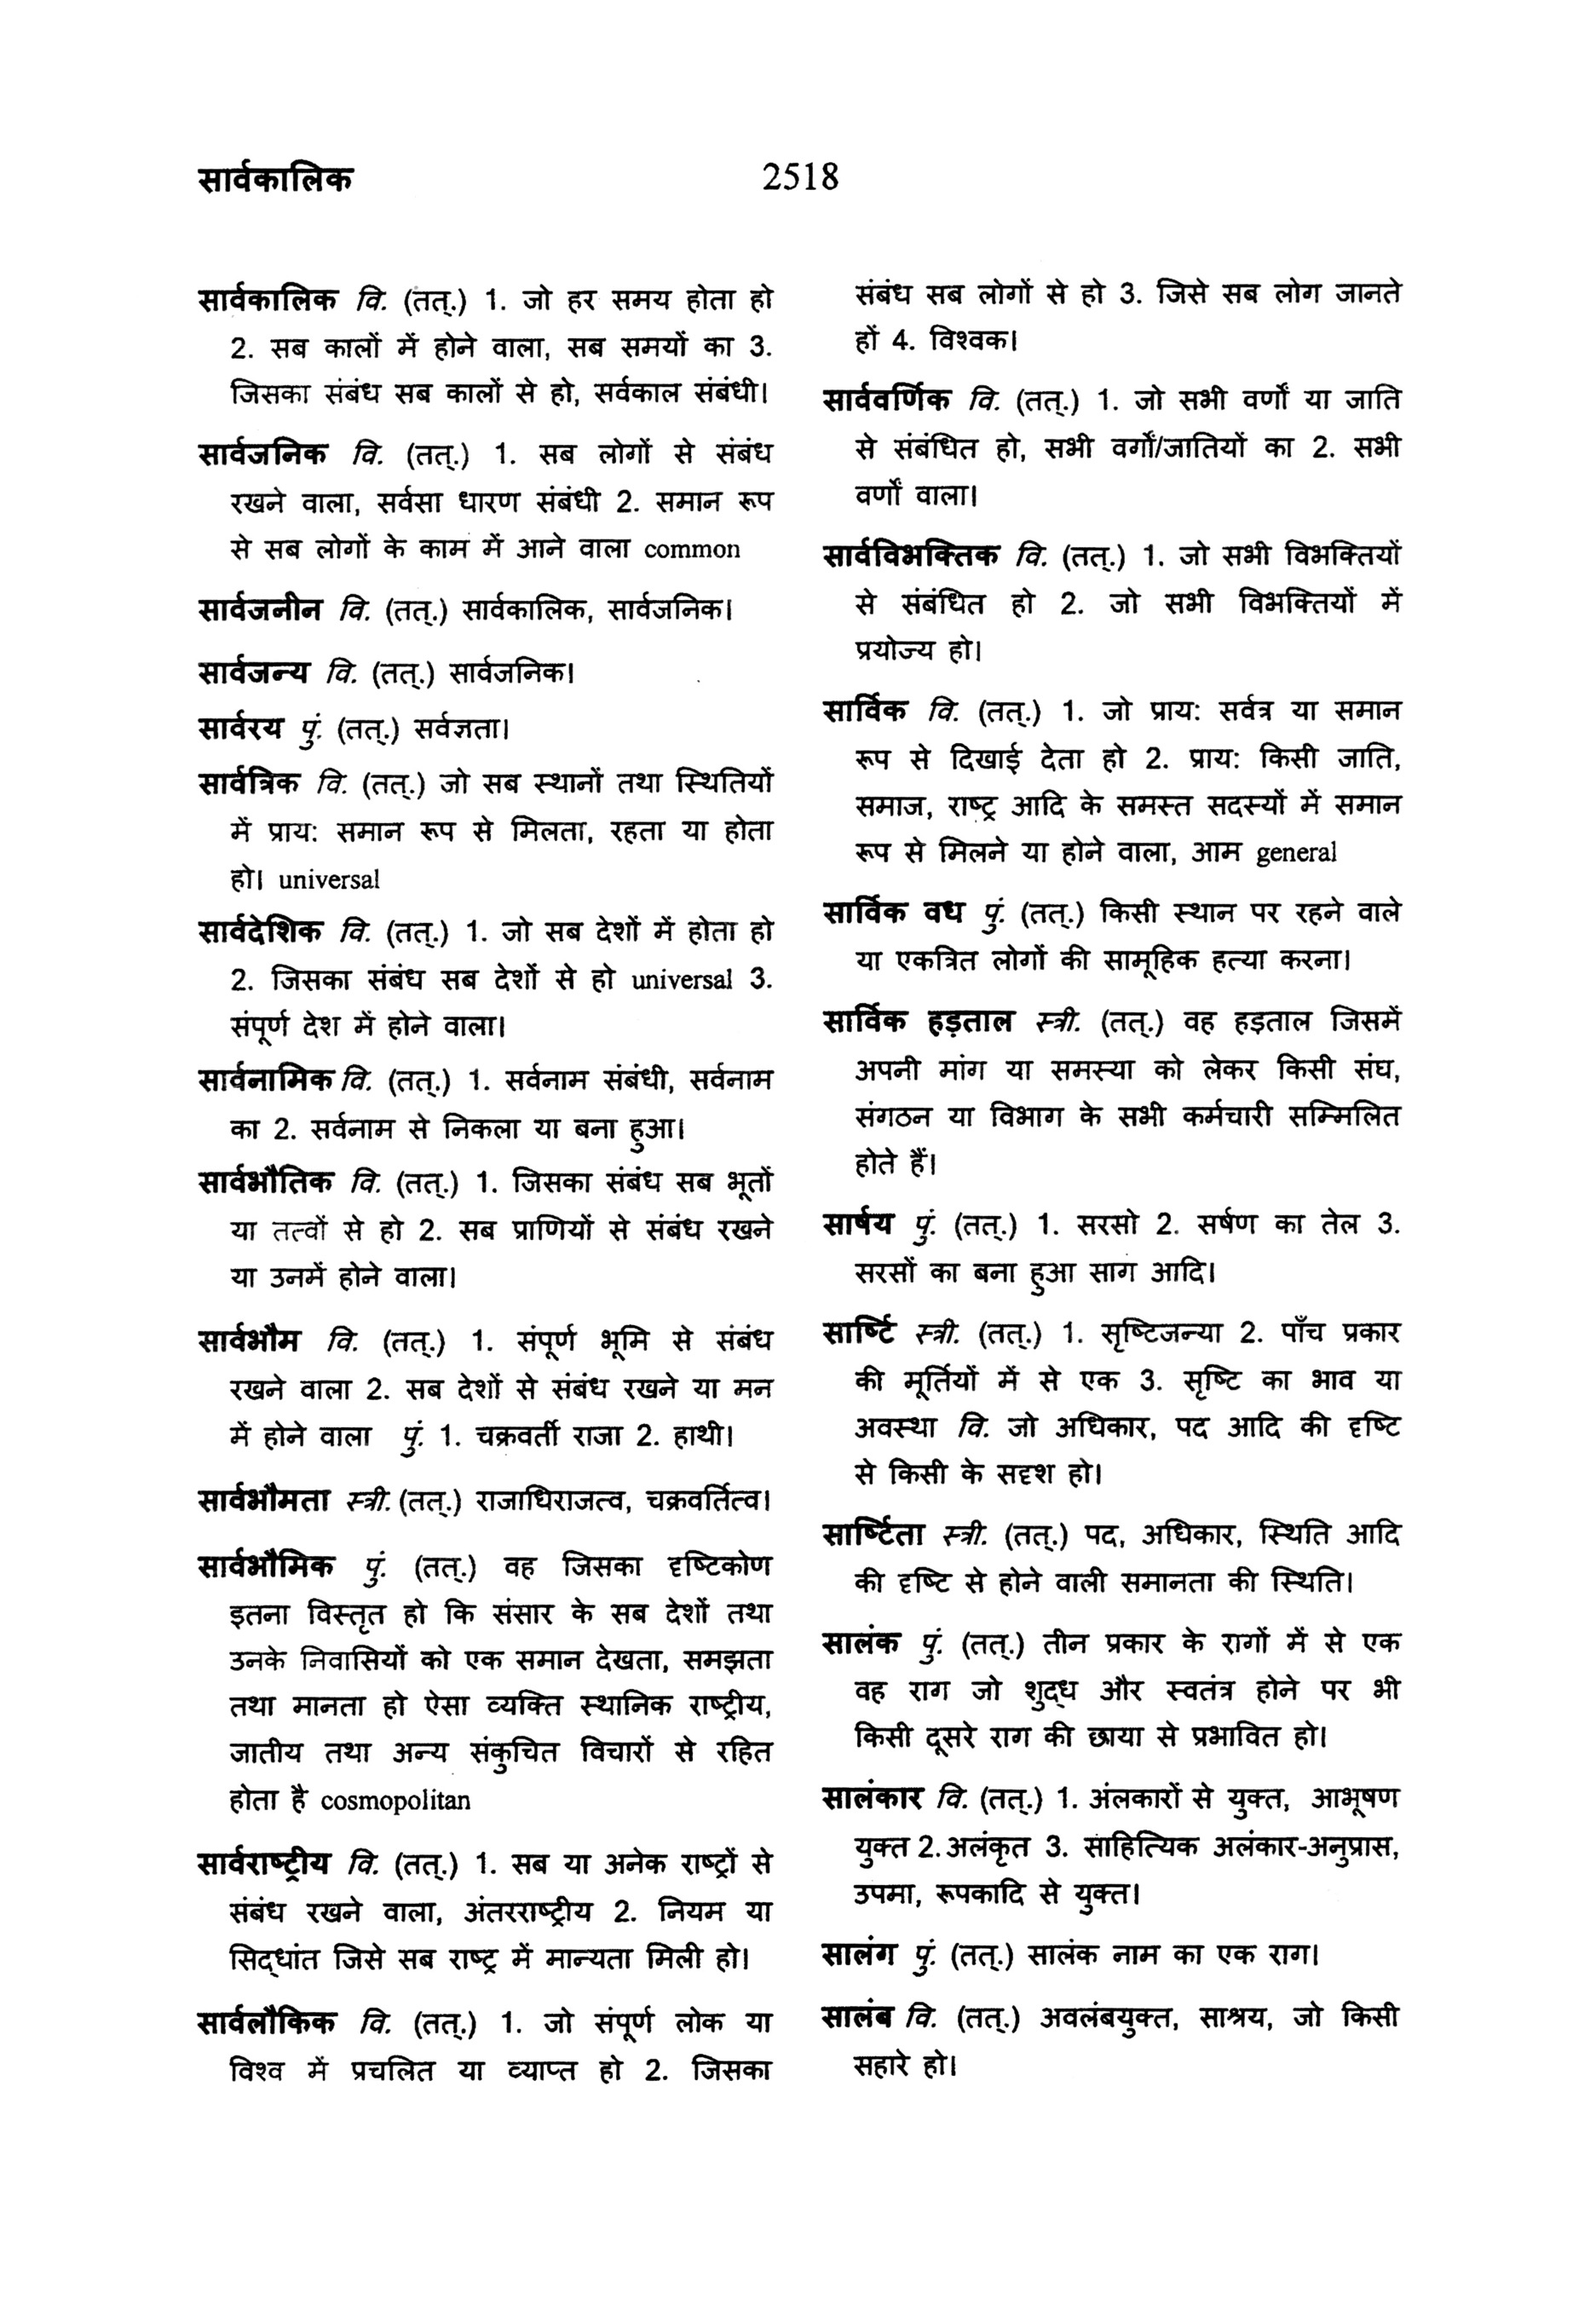 सार्वकालिक
2518
सार्वकालिक वि. (तत्.) 1. जो हर समय होता हो
2. सब कालों में होने वाला, सब समयों का 3.
जिसका संबंध सब कालों से हो, सर्वकाल संबंधी।
सार्वजनिक वि. (तत्.) 1. सब लोगों से संबंध
रखने वाला, सर्वसा धारण संबंधी 2. समान रूप
से सब लोगों के काम में आने वाला common
सार्वजनीन वि. (तत्.) सार्वकालिक, सार्वजनिक।
सार्वजन्य वि. (तत्.) सार्वजनिक।
सार्वरय पुं. (तत्.) सर्वज्ञता।
सार्वत्रिक वि. (तत्.) जो सब स्थानों तथा स्थितियों
में प्राय: समान रूप से मिलता, रहता या होता
हो। universal
सार्वदेशिक वि. (तत्.) 1. जो सब देशों में होता हो
2. जिसका संबंध सब देशों से हो universal 3.
संपूर्ण देश में होने वाला।
सार्वनामिक वि. (तत्.) 1. सर्वनाम संबंधी, सर्वनाम
का 2. सर्वनाम से निकला या बना हुआ।
सार्वभौतिक वि. (तत्.) 1. जिसका संबंध सब भूतों
या तत्वों से हो 2. सब प्राणियों से संबंध रखने
या उनमें होने वाला।
सार्वभौम वि. (तत्.) 1. संपूर्ण भूमि से संबंध
रखने वाला 2. सब देशों से संबंध रखने या मन
में होने वाला पुं. 1. चक्रवर्ती राजा 2. हाथी।
सार्वभौमता स्त्री. (तत्.) राजाधिराजत्व, चक्रवर्तित्व।
सार्वभौमिक पुं. (तत्.) वह जिसका दृष्टिकोण
इतना विस्तृत हो कि संसार के सब देशों तथा
उनके निवासियों को एक समान देखता, समझता
तथा मानता हो ऐसा व्यक्ति स्थानिक राष्ट्रीय,
जातीय तथा अन्य संकुचित विचारों से रहित
होता है cosmopolitan
सार्वराष्ट्रीय वि. (तत्.) 1. सब या अनेक राष्ट्रों से
संबंध रखने वाला, अंतरराष्ट्रीय 2. नियम या
सिद्धांत जिसे सब राष्ट्र में मान्यता मिली हो।
सार्वलौकिक वि. (तत्.) 1. जो संपूर्ण लोक या
विश्व में प्रचलित या व्याप्त हो 2. जिसका
संबंध सब लोगों से हो 3. जिसे सब लोग जानते
हों 4. विश्वक।
सार्ववर्णिक वि. (तत्.) 1. जो सभी वर्णों या जाति
से संबंधित हो, सभी वर्गों/जातियों का 2. सभी
वर्णों वाला।
सार्वविभक्तिक वि. (तत्.) 1. जो सभी विभक्तियों
से संबंधित हो 2. जो सभी विभक्तियों में
प्रयोज्य हो।
सार्विक वि. (तत्.) 1. जो प्राय: सर्वत्र या समान
रूप से दिखाई देता हो 2. प्राय: किसी जाति,
समाज, राष्ट्र आदि के समस्त सदस्यों में समान
रूप से मिलने या होने वाला, आम general
सार्विक वध पुं. (तत्.) किसी स्थान पर रहने वाले
या एकत्रित लोगों की सामूहिक हत्या करना।
सार्विक हड़ताल स्त्री. (तत्.) वह हड़ताल जिसमें
अपनी मांग या समस्या को लेकर किसी संघ,
संगठन या विभाग के सभी कर्मचारी सम्मिलित
होते हैं।
सार्षय पुं. (तत्.) 1. सरसो 2. सर्षण का तेल 3.
सरसों का बना हुआ साग आदि।
सार्ष्टि स्त्री. (तत्.) 1. सृष्टिजन्या 2. पाँच प्रकार
की मूर्तियों में से एक 3. सृष्टि का भाव या
अवस्था वि. जो अधिकार, पद आदि की दृष्टि
से किसी के सदृश हो।
सार्ष्टिता स्त्री. (तत्.) पद, अधिकार, स्थिति आदि
की दृष्टि से होने वाली समानता की स्थिति।
सालंक पुं. (तत्.) तीन प्रकार के रागों में से एक
वह राग जो शुद्ध और स्वतंत्र होने पर भी
किसी दूसरे राग की छाया से प्रभावित हो।
सालंकार वि. (तत्.) 1. अंलकारों से युक्त, आभूषण
युक्त 2. अलंकृत 3. साहित्यिक अलंकार-अनुप्रास,
उपमा, रूपकादि से युक्त।
सालंग पुं. (तत्.) सालंक नाम का एक राग।
सालंब वि. (तत्.) अवलंबयुक्त, साश्रय, जो किसी
सहारे हो।